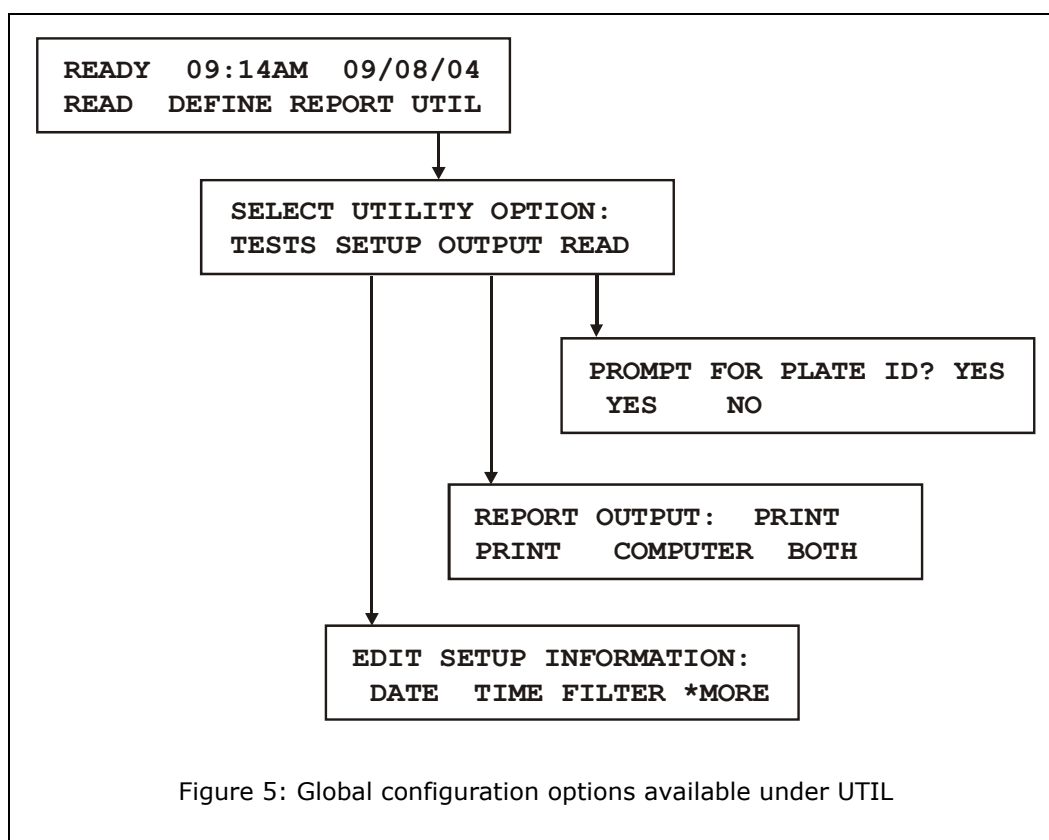 READY 09:14AM 09/08/04
READ DEFINE REPORT UTIL
SELECT UTILITY OPTION:
TESTS SETUP OUTPUT READ
PROMPT FOR PLATE ID? YES
YES NO
REPORT OUTPUT: PRINT
PRINT COMPUTER BOTH
EDIT SETUP INFORMATION:
DATE TIME FILTER *MORE
Figure 5: Global configuration options available under UTIL